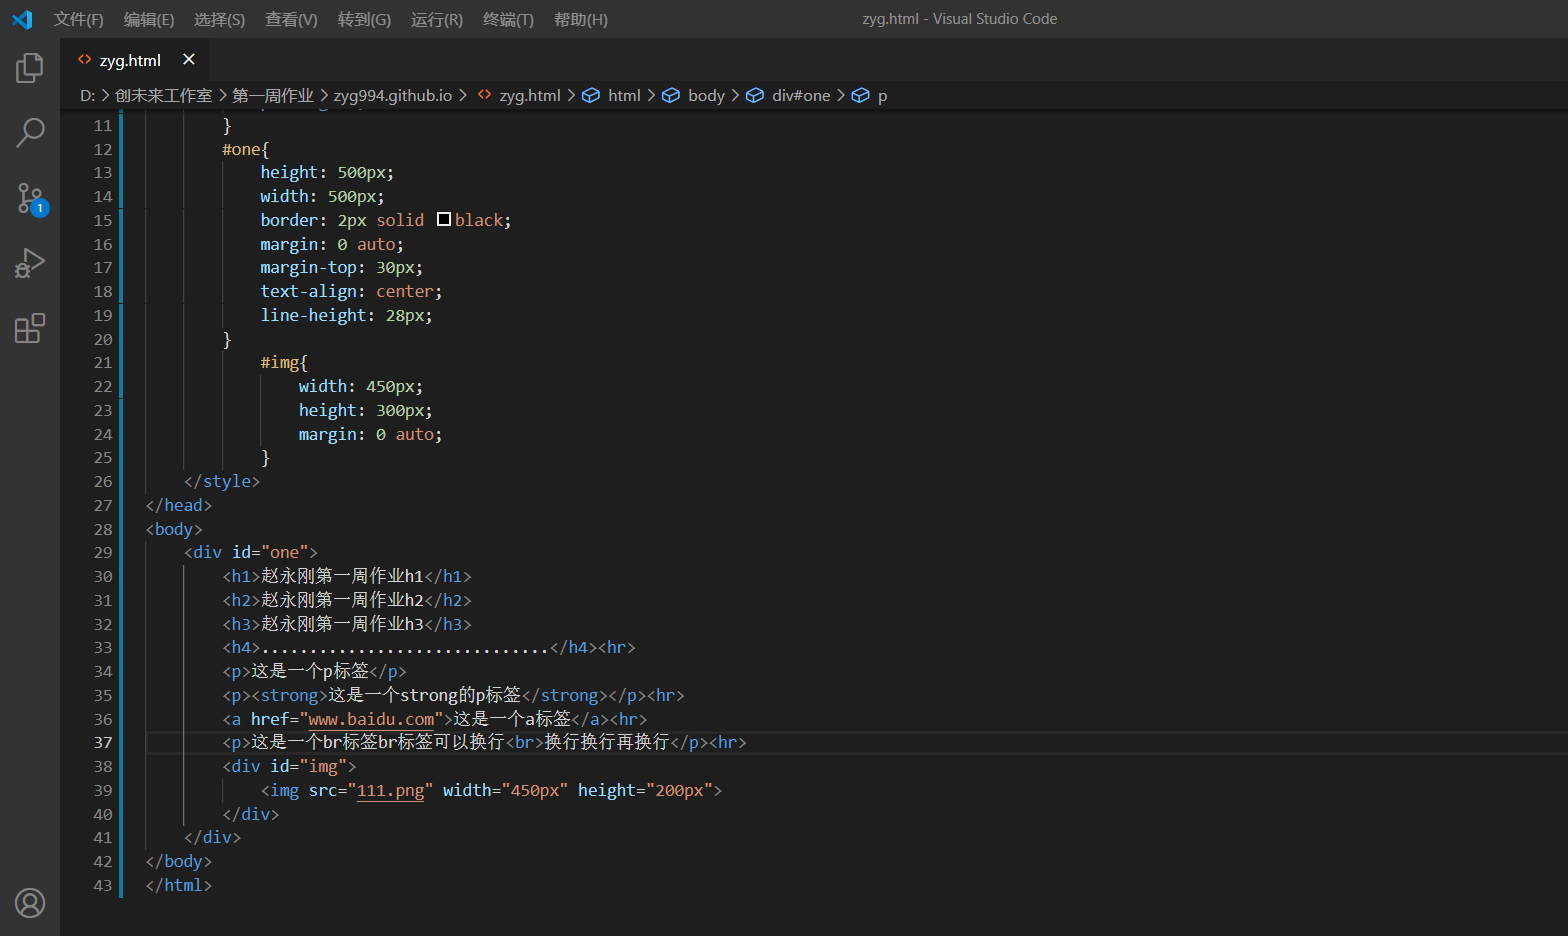 文件(F) 编辑(E) 选择(S) 查看(V) 转到(G) 运行(R) 终端(T) 帮助(H) zyg.html - Visual Studio Code
zyg.html
D: > 创未来工作室 > 第一周作业 > zyg994.github.io > zyg.html > html > body > div#one > p
11 }
12 #one{
13 height: 500px;
14 width: 500px;
15 border: 2px solid black;
16 margin: 0 auto;
17 margin-top: 30px;
18 text-align: center;
19 line-height: 28px;
20 }
21 #img{
22 width: 450px;
23 height: 300px;
24 margin: 0 auto;
25 }
26 </style>
27 </head>
28 <body>
29 <div id="one">
30 <h1>赵永刚第一周作业h1</h1>
31 <h2>赵永刚第一周作业h2</h2>
32 <h3>赵永刚第一周作业h3</h3>
33 <h4>..............................</h4><hr>
34 <p>这是一个p标签</p>
35 <p><strong>这是一个strong的p标签</strong></p><hr>
36 <a href="www.baidu.com">这是一个a标签</a><hr>
37 <p>这是一个br标签br标签可以换行<br>换行换行再换行</p><hr>
38 <div id="img">
39 <img src="111.png" width="450px" height="200px">
40 </div>
41 </div>
42 </body>
43 </html>
1